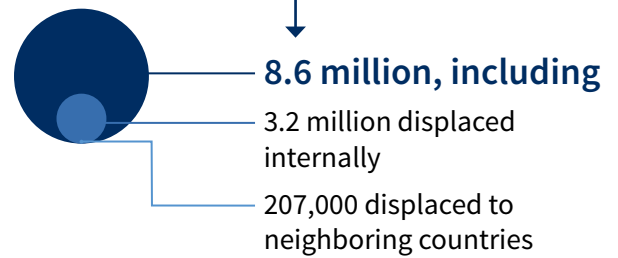 8.6 million, including
3.2 million displaced
internally
207,000 displaced to
neighboring countries